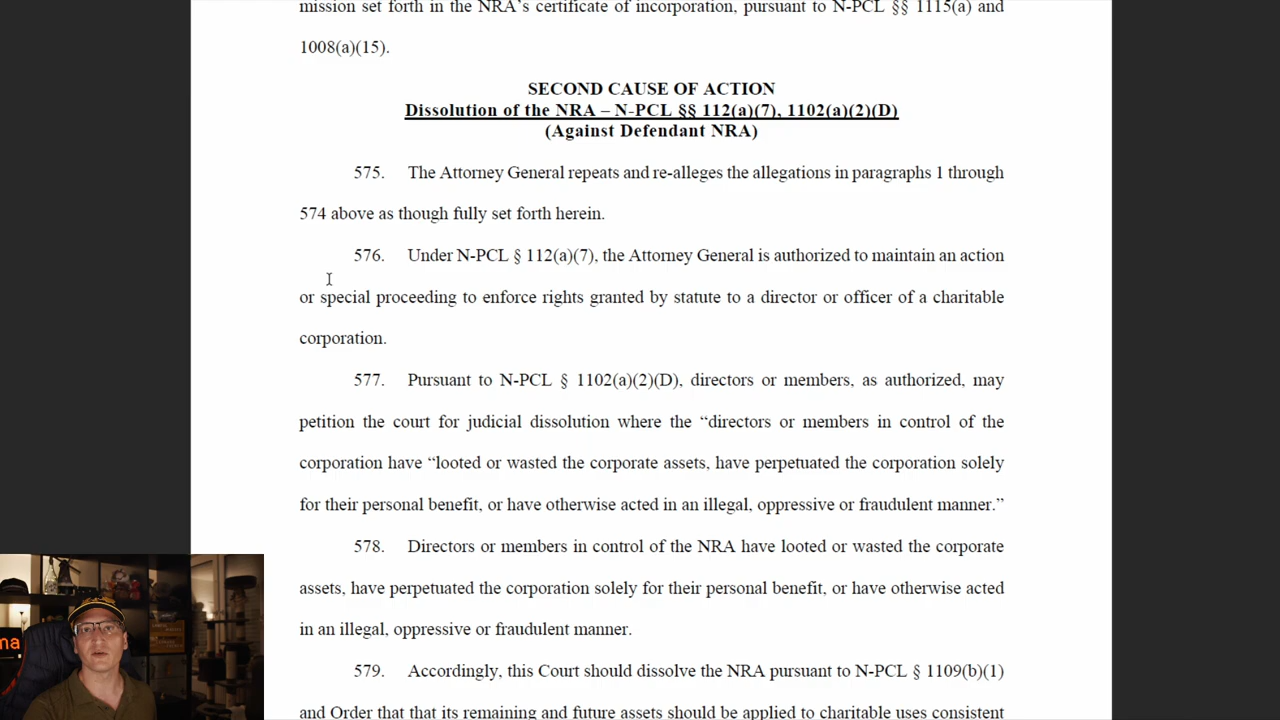 mission set forth in the NRA's certificate of incorporation, pursuant to N-PCL §§ 1115(a) and
1008(a)(15).
SECOND CAUSE OF ACTION
Dissolution of the NRA – N-PCL §§ 112(a)(7), 1102(a)(2)(D)
(Against Defendant NRA)
575. The Attorney General repeats and re-alleges the allegations in paragraphs 1 through
574 above as though fully set forth herein.
576. Under N-PCL § 112(a)(7), the Attorney General is authorized to maintain an action
or special proceeding to enforce rights granted by statute to a director or officer of a charitable
corporation.
577. Pursuant to N-PCL § 1102(a)(2)(D), directors or members, as authorized, may
petition the court for judicial dissolution where the “directors or members in control of the
corporation have “looted or wasted the corporate assets, have perpetuated the corporation solely
for their personal benefit, or have otherwise acted in an illegal, oppressive or fraudulent manner.”
578. Directors or members in control of the NRA have looted or wasted the corporate
assets, have perpetuated the corporation solely for their personal benefit, or have otherwise acted
in an illegal, oppressive or fraudulent manner.
579. Accordingly, this Court should dissolve the NRA pursuant to N-PCL § 1109(b)(1)
and Order that that its remaining and future assets should be applied to charitable uses consistent
ma